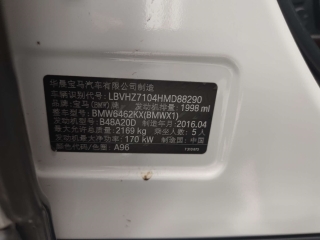 华晨宝马汽车有限公司制造
车辆识别代号: LBVHZ7104HMD88290
品牌: 宝马(BMW)牌 发动机排量: 1998 ml
整车型号: BMW6462KX(BMWX1)
发动机型号: B48A20D 制造年月 2016.04
最大允许总质量: 2169 kg 乘坐人数: 5 人
发动机最大净功率: 170 kW 制造国: 中国
颜色/内饰: A96